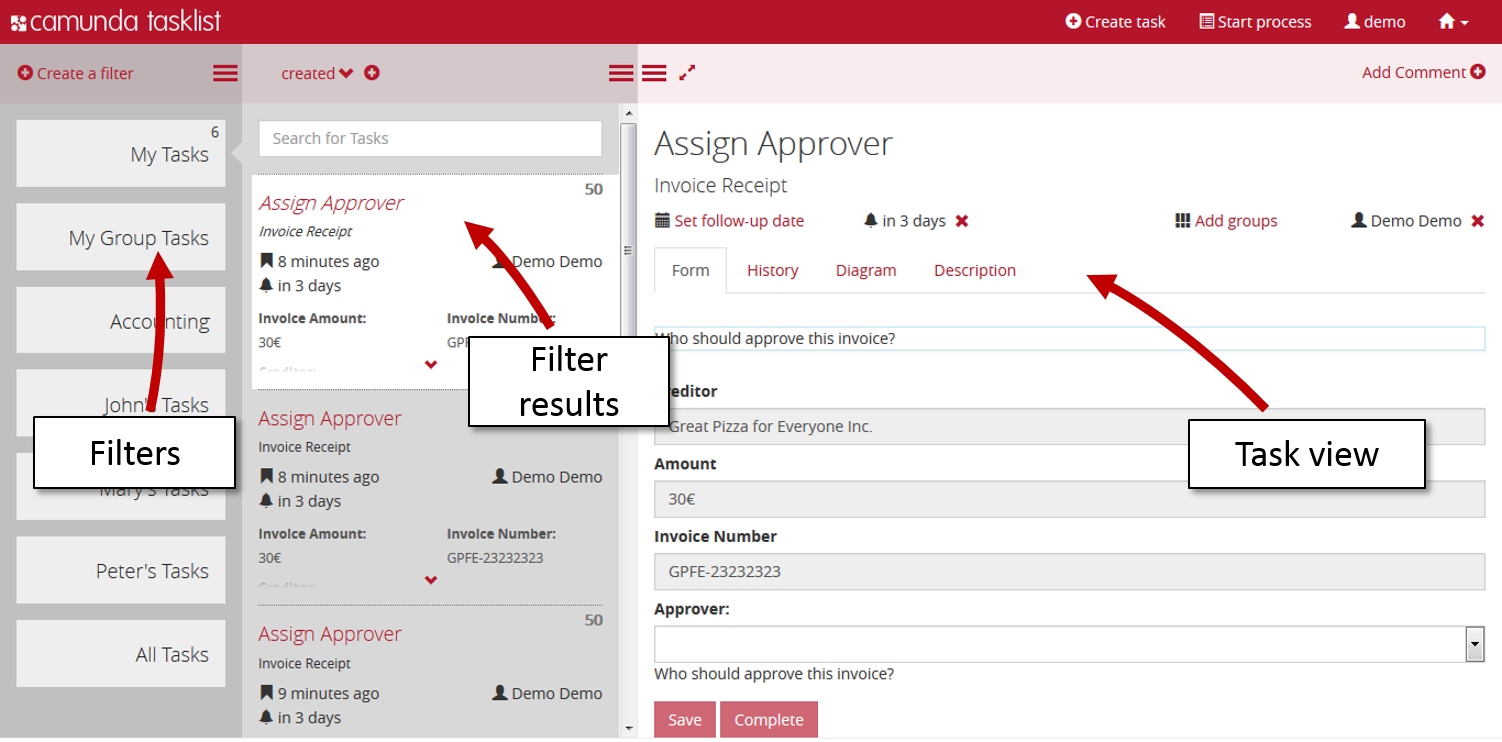 camunda tasklist
Create task
Start process
demo
Create a filter
created
Add Comment
6
My Tasks
My Group Tasks
Accounting
John's Tasks
Mary's Tasks
Peter's Tasks
All Tasks
Filters
Search for Tasks
50
Assign Approver
Invoice Receipt
8 minutes ago
Demo Demo
in 3 days
Invoice Amount:
Invoice Number:
30€
Filter
results
Assign Approver
Invoice Receipt
8 minutes ago
Demo Demo
in 3 days
Invoice Amount:
Invoice Number:
30€
GPFE-23232323
50
Assign Approver
Invoice Receipt
9 minutes ago
Demo Demo
in 3 days
Assign Approver
Invoice Receipt
Set follow-up date
in 3 days
Add groups
Demo Demo
Form
History
Diagram
Description
Who should approve this invoice?
Creditor
Great Pizza for Everyone Inc.
Task view
Amount
30€
Invoice Number
GPFE-23232323
Approver:
Who should approve this invoice?
Save
Complete